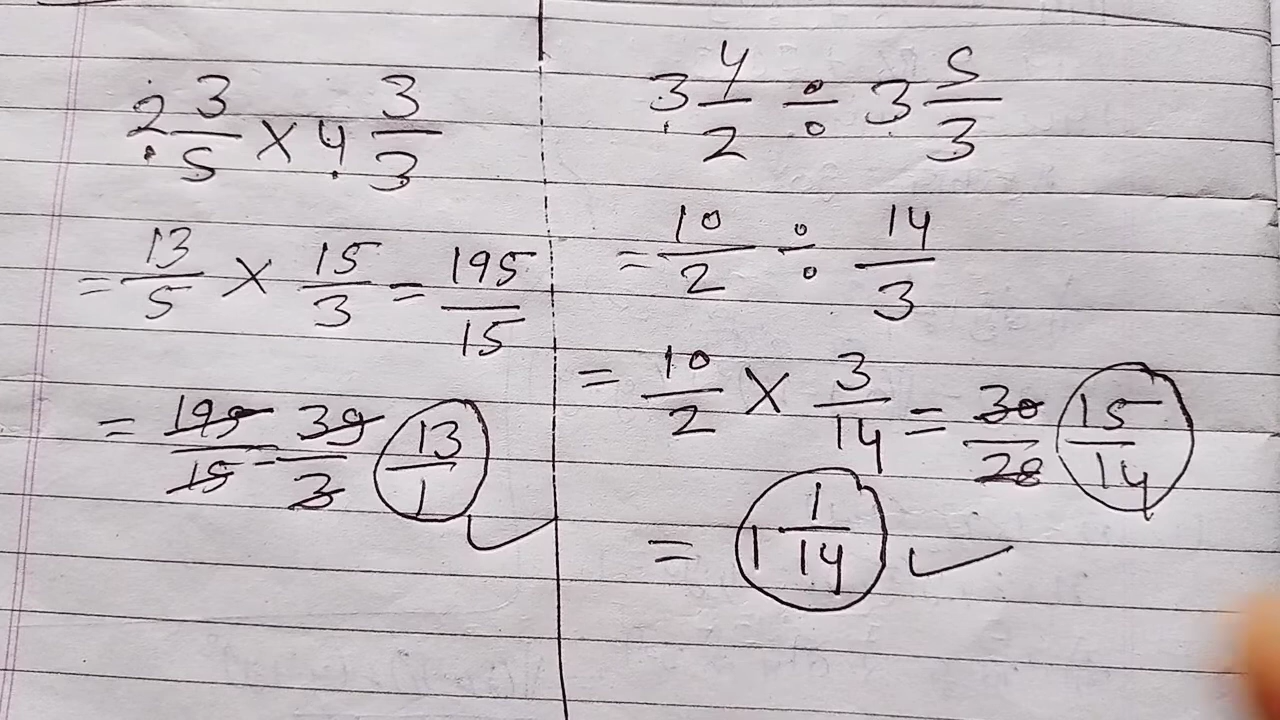 2 3/5 × 4 3/3
= 13/5 × 15/3 = 195/15
= 195/15 - 39/3 13/1
3 4/2 ÷ 3 5/3
= 10/2 ÷ 14/3
= 10/2 × 3/14 = 30/28 15/14
= 1 1/14